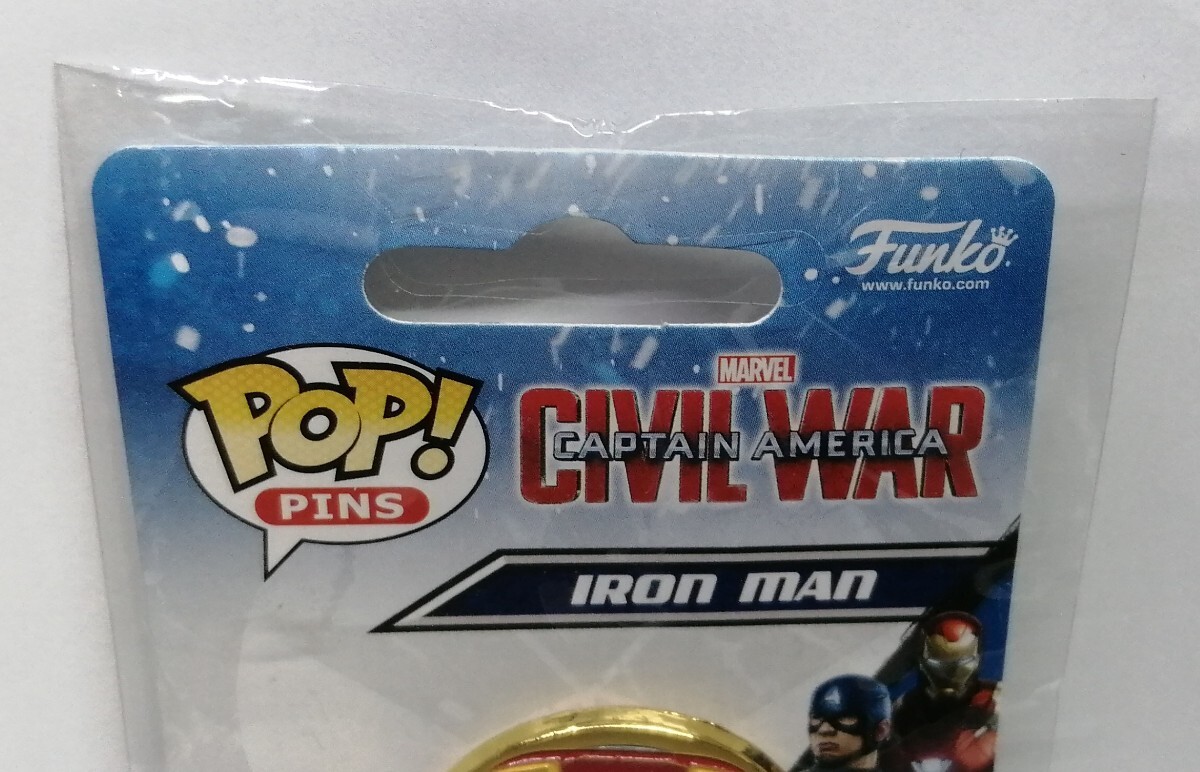 Funko
www.funko.com
POP!
PINS
MARVEL
CIVIL WAR
CAPTAIN AMERICA
IRON MAN